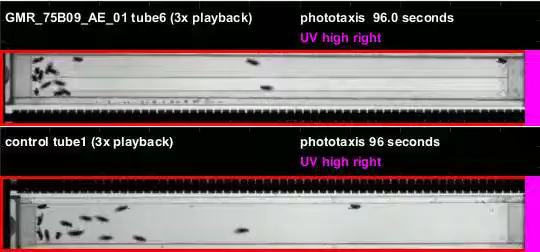 GMR_75B09_AE_01 tube6 (3x playback)
phototaxis 96.0 seconds
UV high right
control tube1 (3x playback)
phototaxis 96 seconds
UV high right